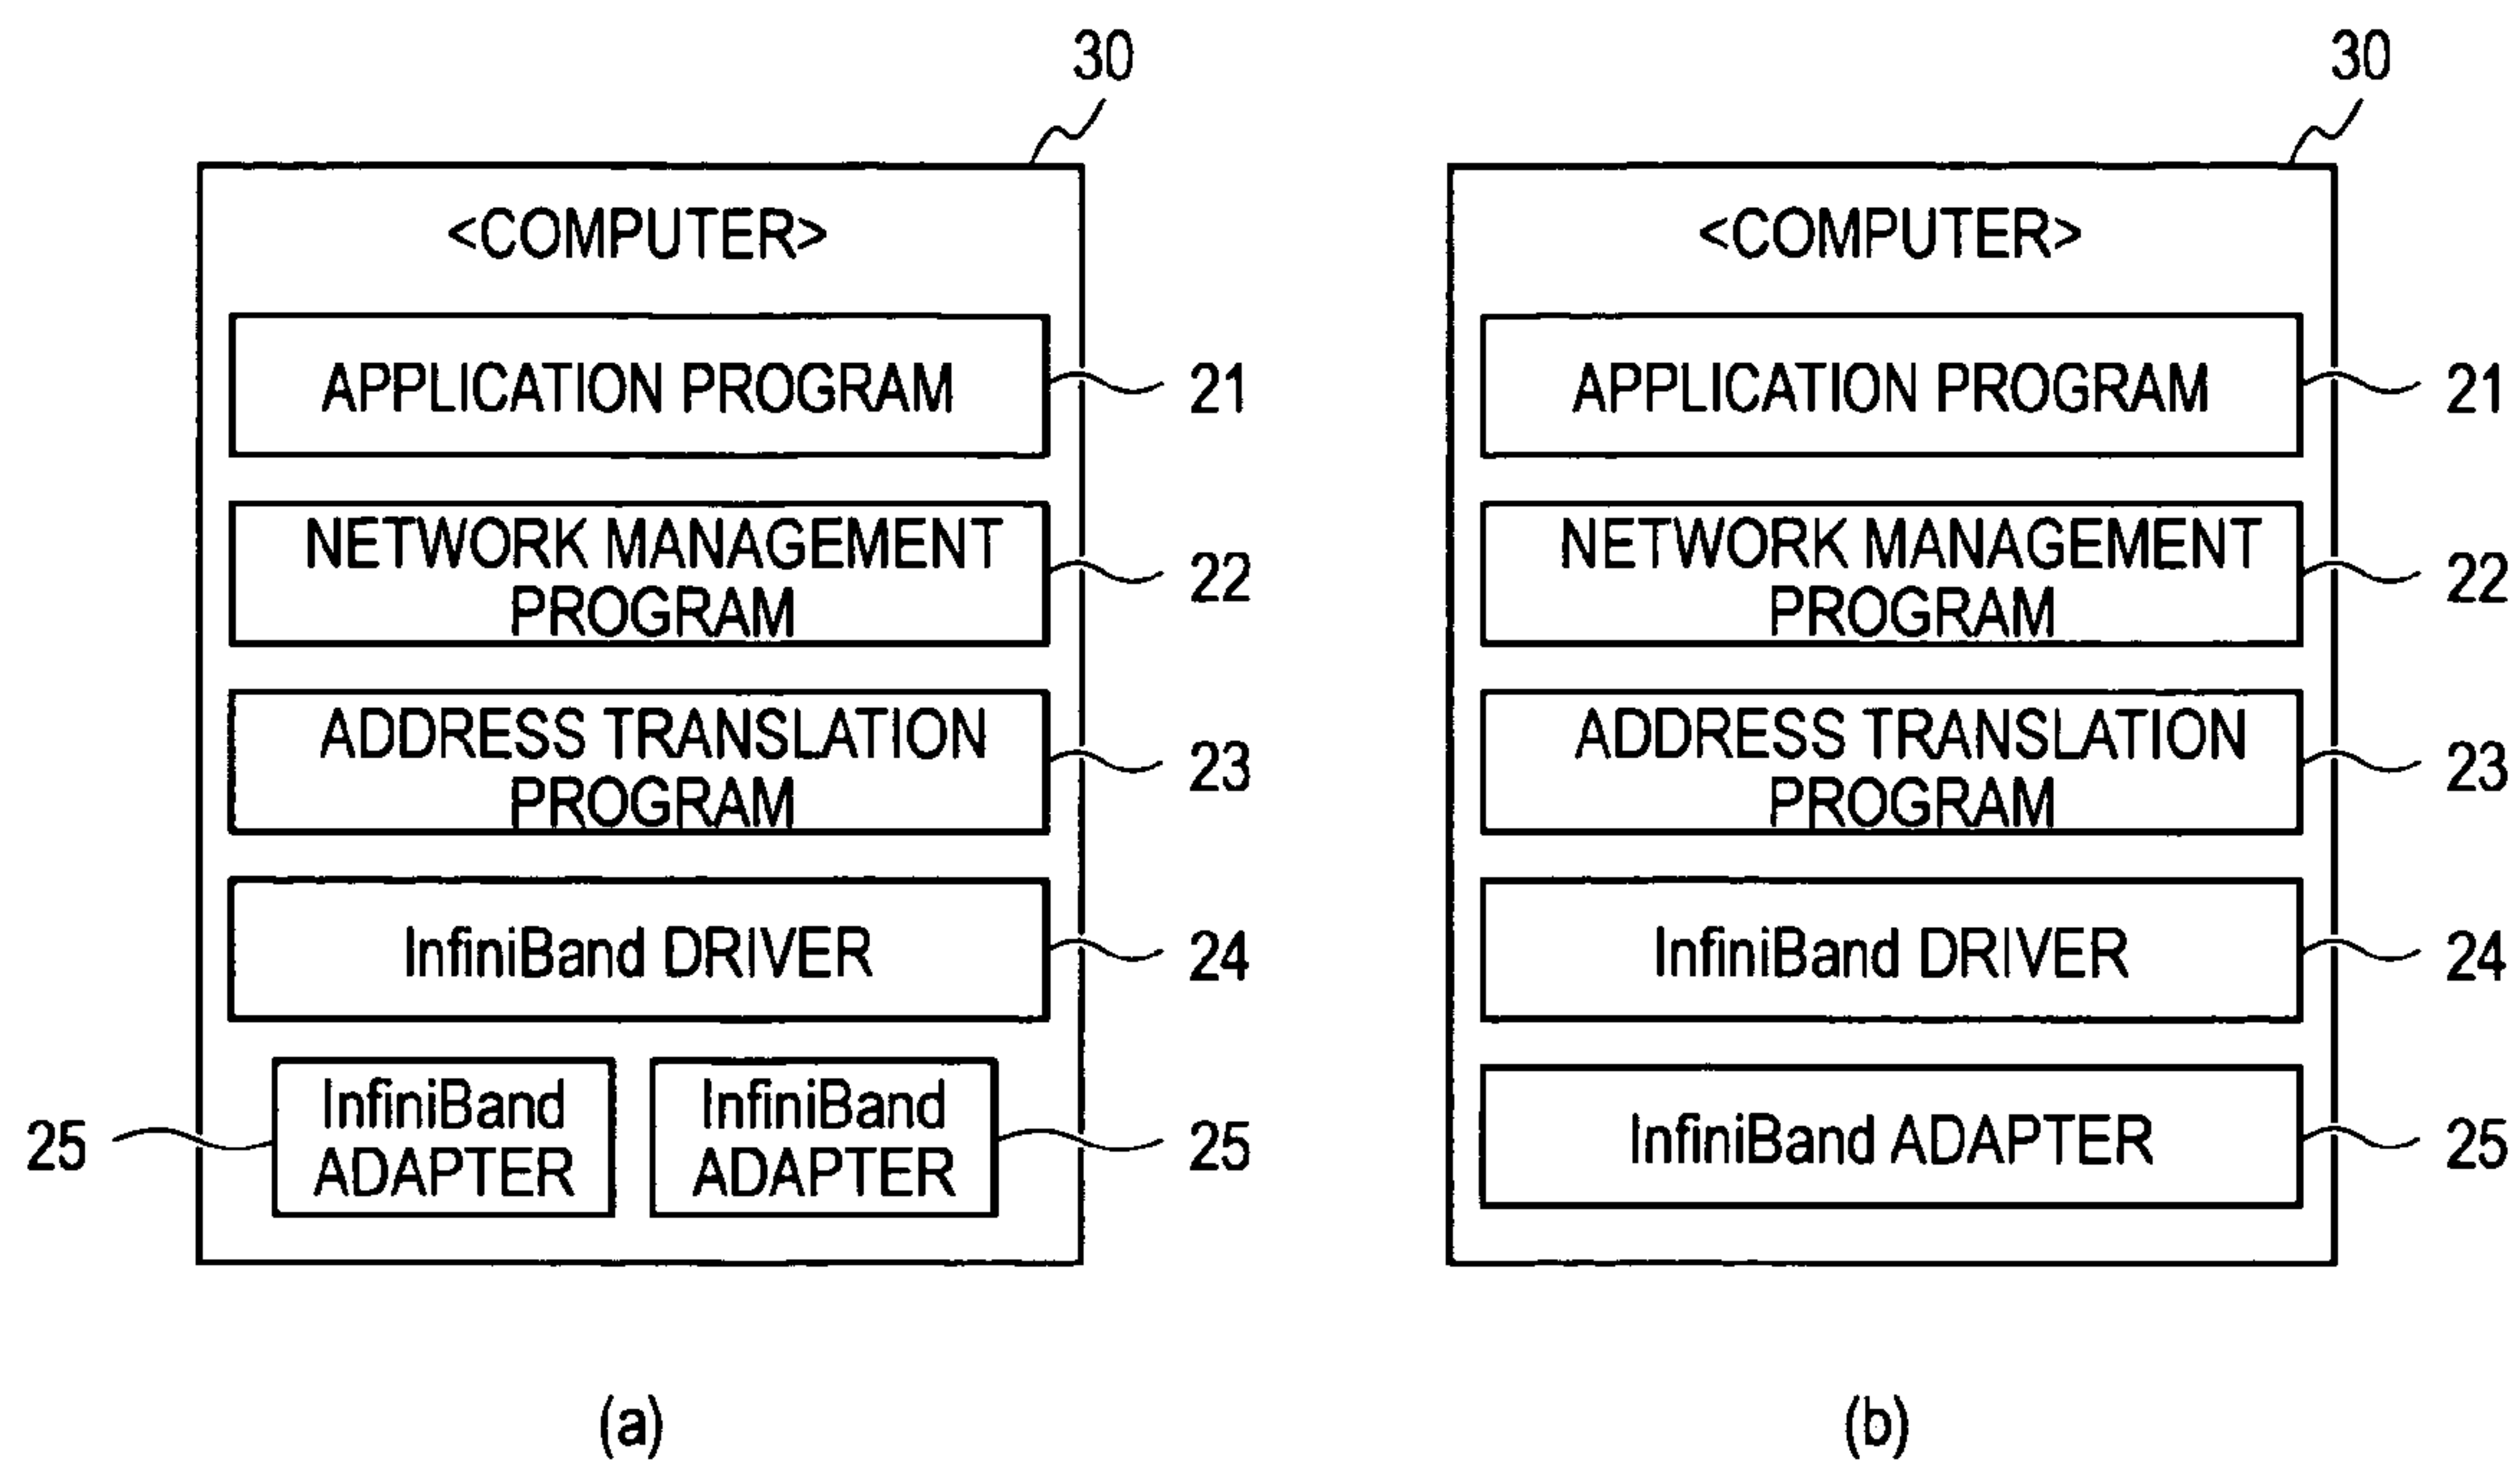 30
<COMPUTER>
APPLICATION PROGRAM
21
NETWORK MANAGEMENT
PROGRAM
22
ADDRESS TRANSLATION
PROGRAM
23
InfiniBand DRIVER
24
25
InfiniBand
ADAPTER
InfiniBand
ADAPTER
25
(a)
30
<COMPUTER>
APPLICATION PROGRAM
21
NETWORK MANAGEMENT
PROGRAM
22
ADDRESS TRANSLATION
PROGRAM
23
InfiniBand DRIVER
24
InfiniBand ADAPTER
25
(b)